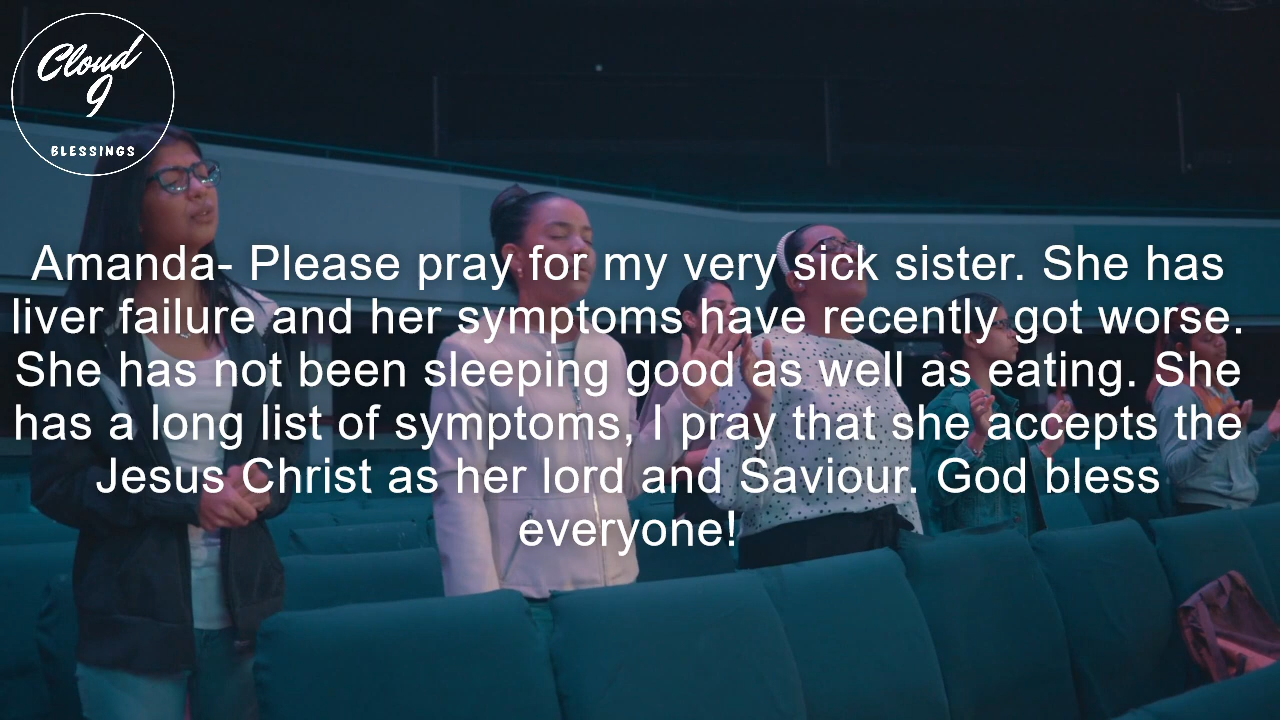 Cloud
9
BLESSINGS
Amanda- Please pray for my very sick sister. She has
liver failure and her symptoms have recently got worse.
She has not been sleeping good as well as eating. She
has a long list of symptoms, I pray that she accepts the
Jesus Christ as her lord and Saviour. God bless
everyone!